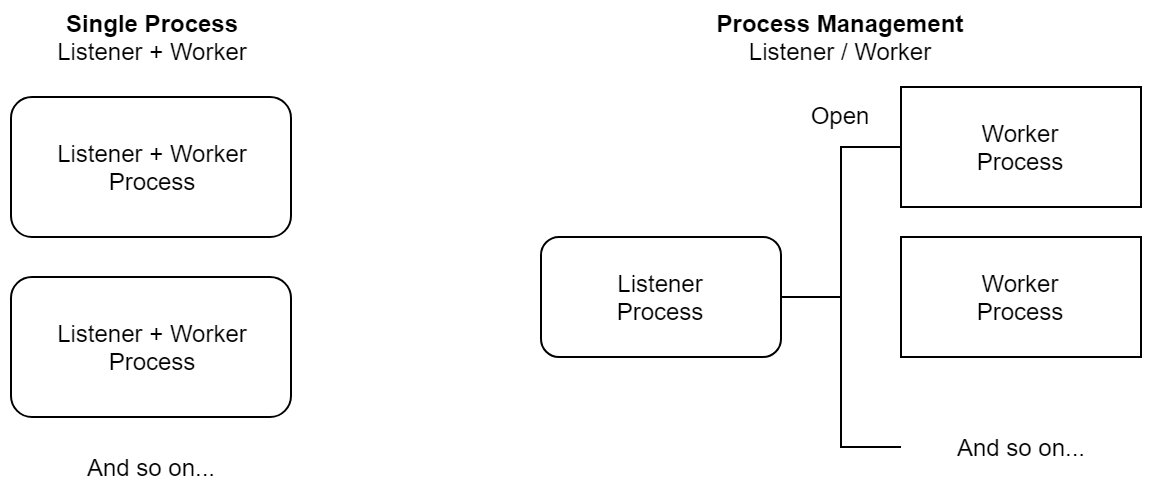 Single Process
Listener + Worker
Listener + Worker
Process
Listener + Worker
Process
And so on...
Process Management
Listener / Worker
Open
Listener
Process
Worker
Process
Worker
Process
And so on...